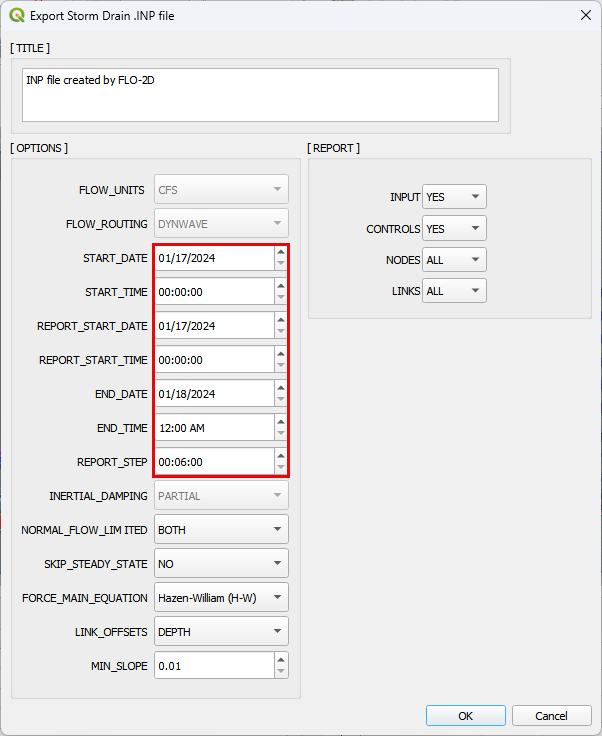 Export Storm Drain .INP file
[ TITLE ]
INP file created by FLO-2D
[ OPTIONS ]
FLOW_UNITS CFS
FLOW_ROUTING DYNWAVE
START_DATE 01/17/2024
START_TIME 00:00:00
REPORT_START_DATE 01/17/2024
REPORT_START_TIME 00:00:00
END_DATE 01/18/2024
END_TIME 12:00 AM
REPORT_STEP 00:06:00
INERTIAL_DAMPING PARTIAL
NORMAL_FLOW_LIM ITED BOTH
SKIP_STEADY_STATE NO
FORCE_MAIN_EQUATION Hazen-William (H-W)
LINK_OFFSETS DEPTH
MIN_SLOPE 0.01
[ REPORT ]
INPUT YES
CONTROLS YES
NODES ALL
LINKS ALL
OK Cancel